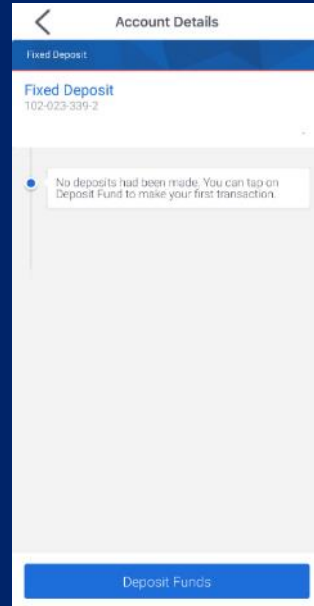 Account Details
Fixed Deposit
Fixed Deposit
102-023-339-2
No deposits had been made. You can tap on
Deposit Fund to make your first transaction.
Deposit Funds